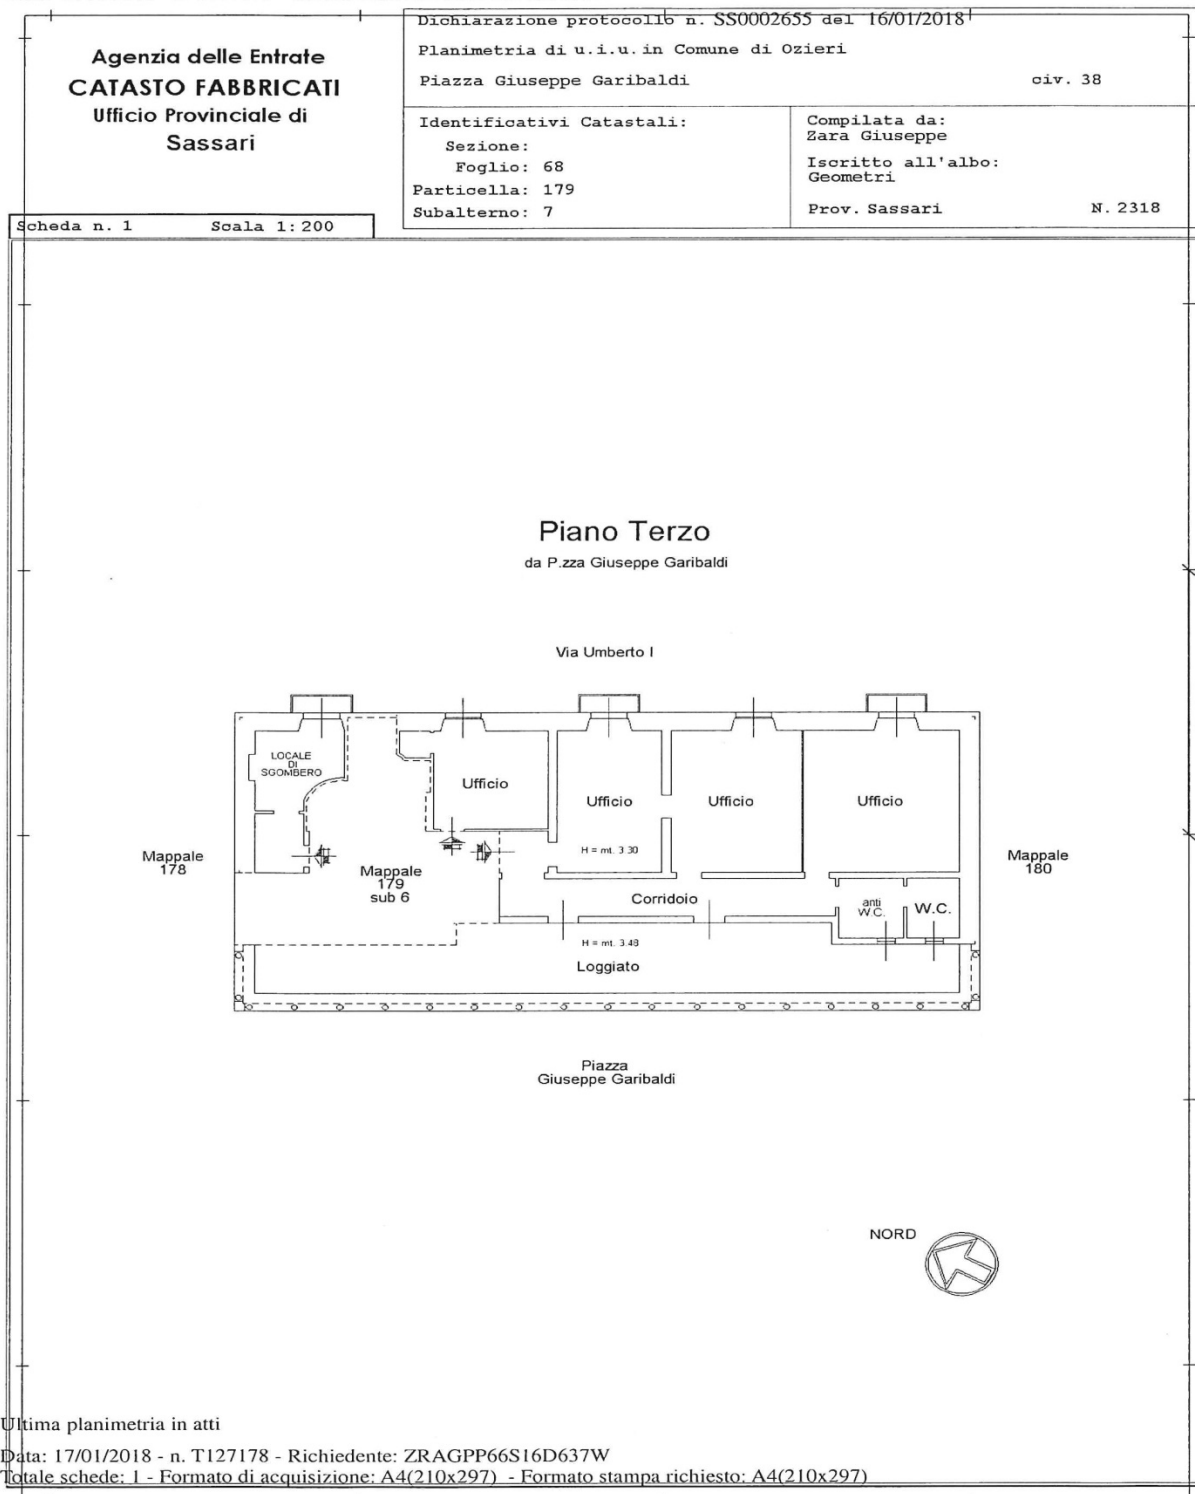 Agenzia delle Entrate
CATASTO FABBRICATI
Ufficio Provinciale di
Sassari
Dichiarazione protocollo n. SS0002655 del 16/01/2018
Planimetria di u.i.u. in Comune di Ozieri
Piazza Giuseppe Garibaldi civ. 38
Identificativi Catastali:
Sezione:
Foglio: 68
Particella: 179
Subalterno: 7
Compilata da:
Zara Giuseppe
Iscritto all'albo:
Geometri
Prov. Sassari N. 2318
Scheda n. 1 Scala 1:200
Piano Terzo
da P.zza Giuseppe Garibaldi
Via Umberto I
LOCALE
DI
SGOMBERO
Ufficio
Ufficio
Ufficio
Ufficio
H = mt. 3.30
Mappale
178
Mappale
179
sub 6
Mappale
180
Corridoio
anti
W.C.
W.C.
H = mt. 3.48
Loggiato
Piazza
Giuseppe Garibaldi
NORD
Ultima planimetria in atti
Data: 17/01/2018 - n. T127178 - Richiedente: ZRAGPP66S16D637W
Totale schede: 1 - Formato di acquisizione: A4(210x297) - Formato stampa richiesto: A4(210x297)